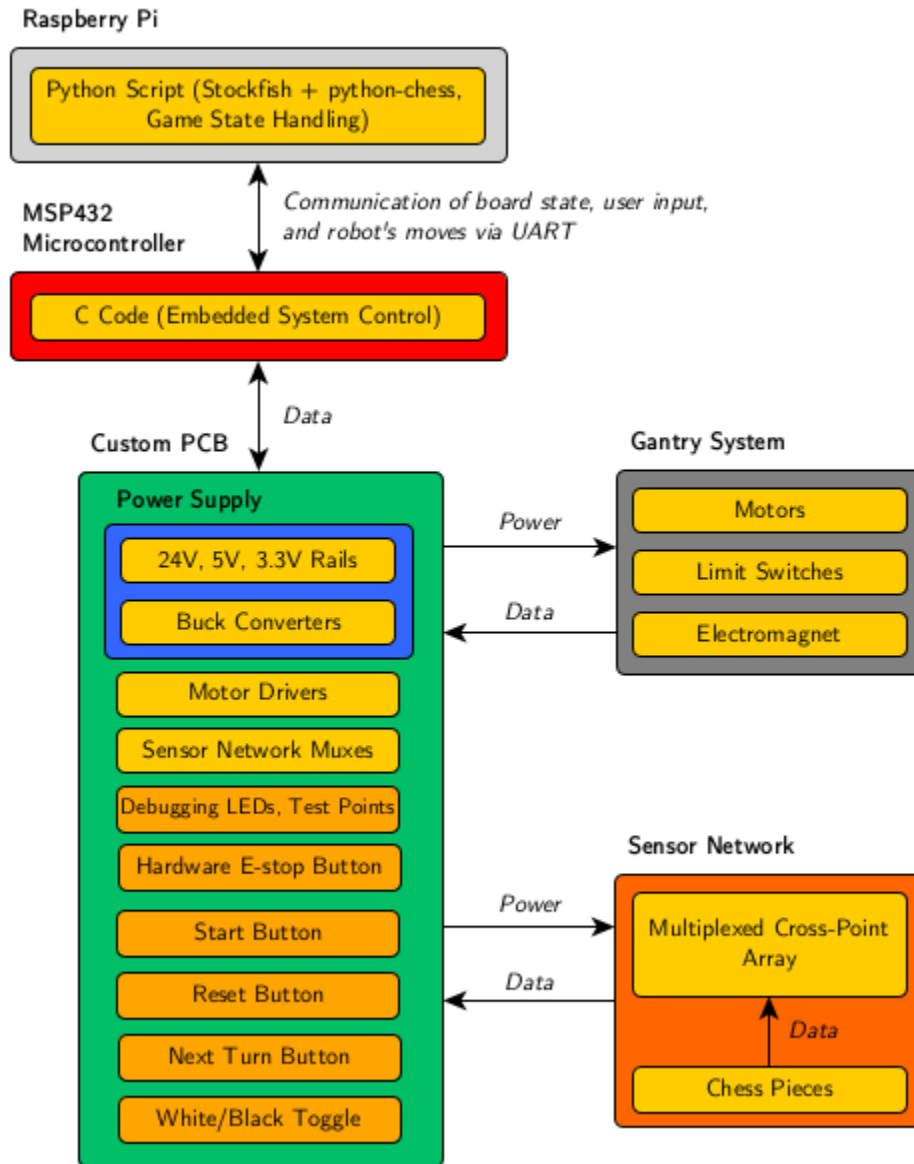 Raspberry Pi
Python Script (Stockfish + python-chess,
Game State Handling)
Communication of board state, user input,
and robot's moves via UART
MSP432
Microcontroller
C Code (Embedded System Control)
Data
Custom PCB
Power Supply
24V, 5V, 3.3V Rails
Buck Converters
Motor Drivers
Sensor Network Muxes
Debugging LEDs, Test Points
Hardware E-stop Button
Start Button
Reset Button
Next Turn Button
White/Black Toggle
Power
Data
Gantry System
Motors
Limit Switches
Electromagnet
Power
Data
Sensor Network
Multiplexed Cross-Point
Array
Data
Chess Pieces